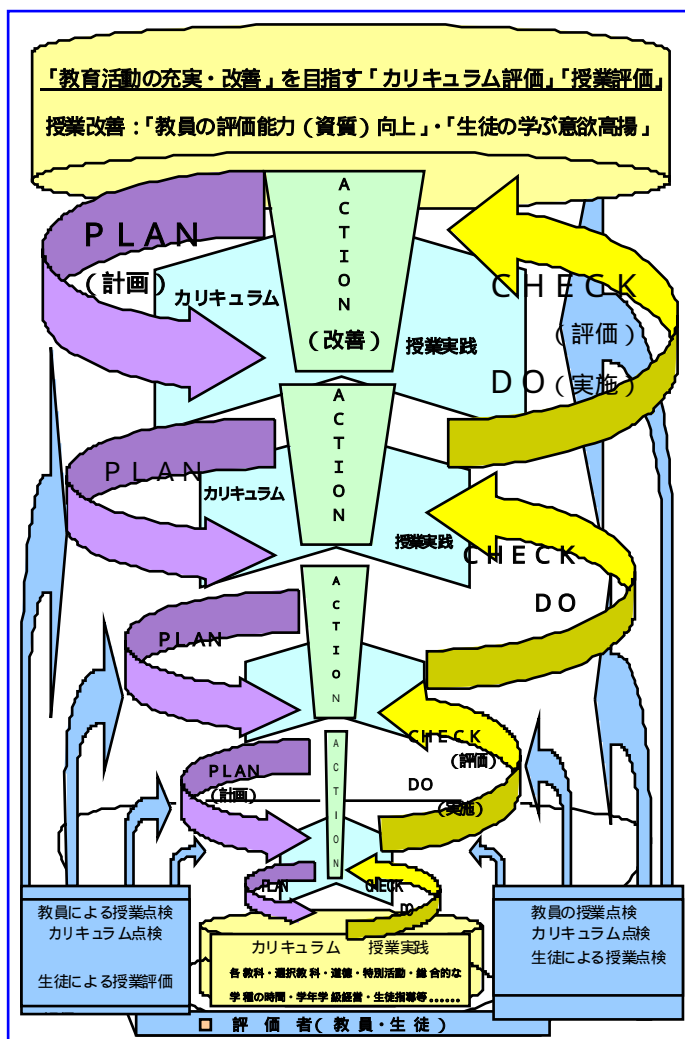 「教育活動の充実・改善」を目指す「カリキュラム評価」「授業評価」
授業改善：「教員の評価能力（資質）向上」・「生徒の学ぶ意欲高揚」
ACTION
（改善）
PLAN
（計画）
カリキュラム
授業実践
CHECK
（評価）
DO（実施）
ACTION
PLAN
カリキュラム
授業実践
CHECK
DO
ACTION
PLAN
ACTION
CHECK
（評価）
PLAN
（計画）
DO
（実施）
PLAN
CHECK
DO
教員による授業点検
カリキュラム点検
生徒による授業評価
教員の授業点検
カリキュラム点検
生徒による授業点検
カリキュラム　授業実践
各教科・選択教科・道徳・特別活動・総合的な
学種の時間・学年学級経営・生徒指導等……
評価者（教員・生徒）